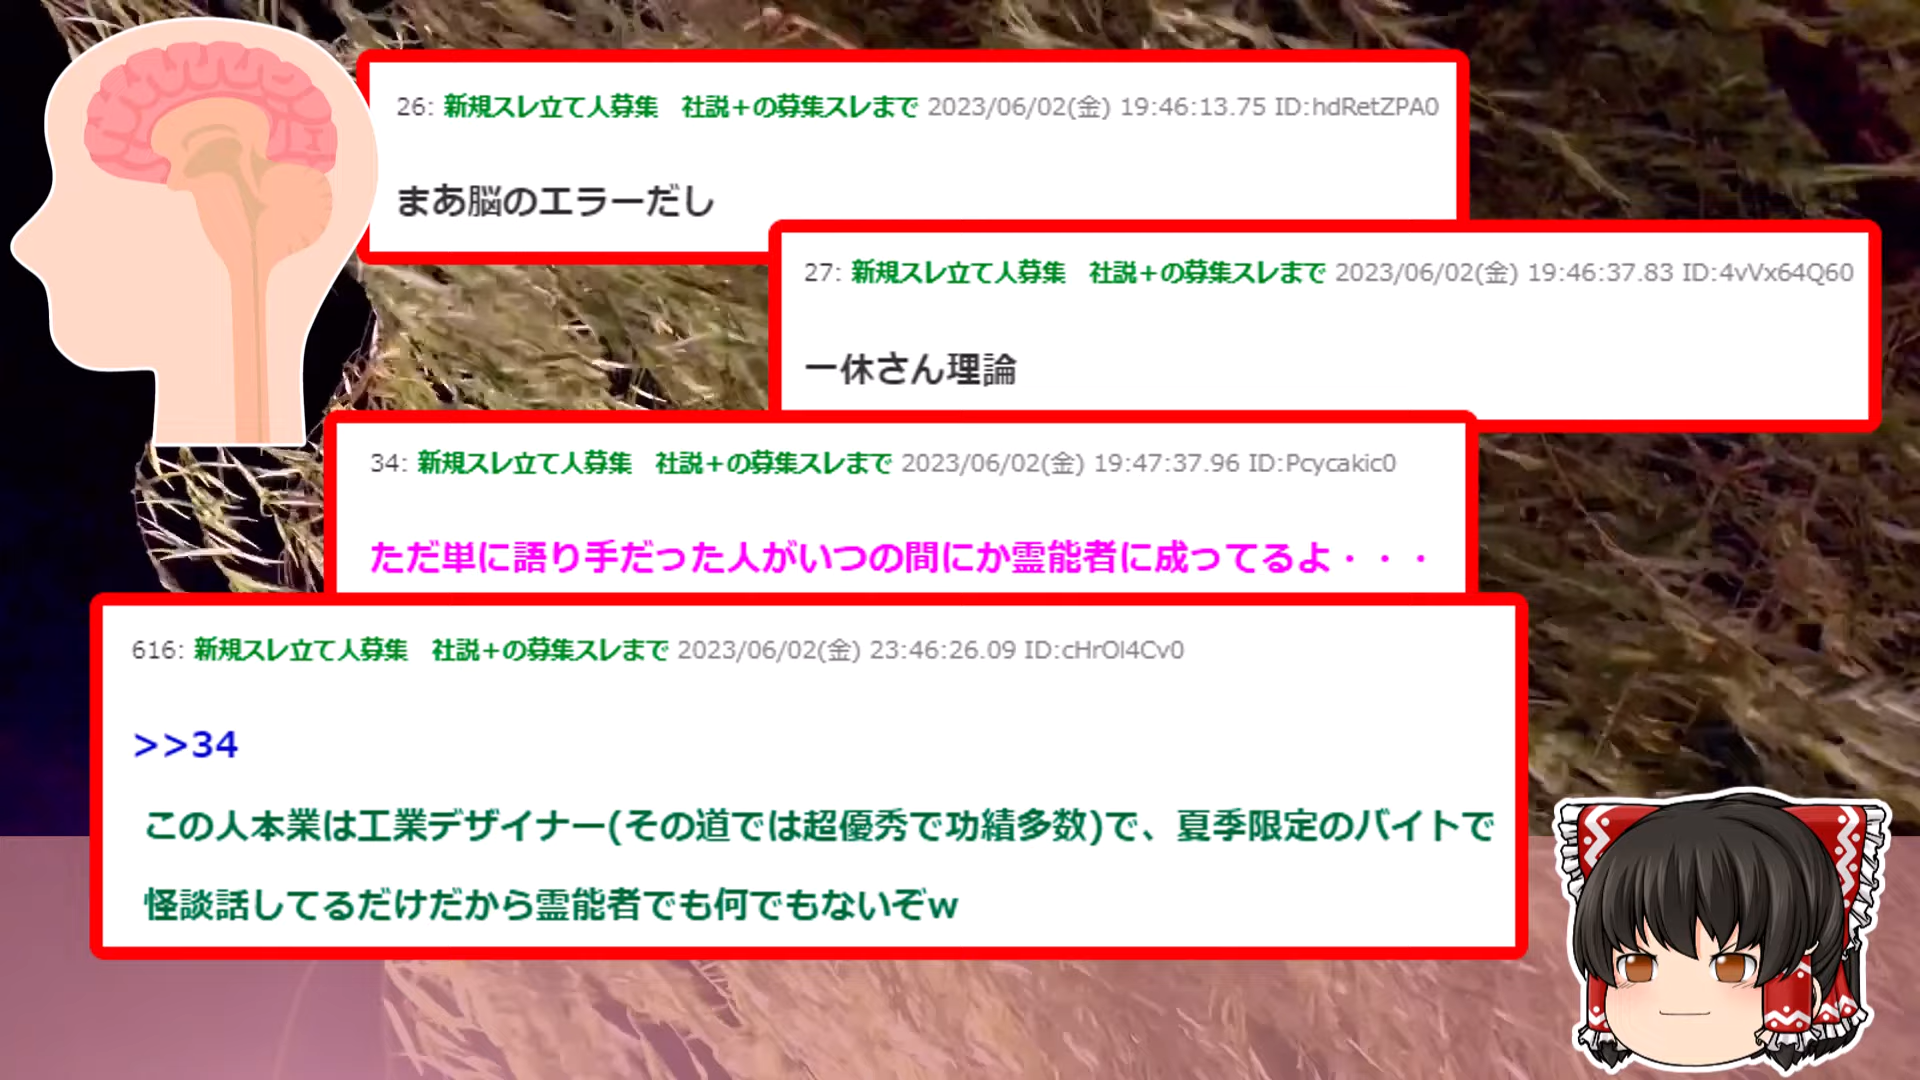 26: 新規スレ立て人募集　社説＋の募集スレまで 2023/06/02(金) 19:46:13.75 ID:hdRetZPA0
まあ脳のエラーだし
27: 新規スレ立て人募集　社説＋の募集スレまで 2023/06/02(金) 19:46:37.83 ID:4vVx64Q60
一休さん理論
34: 新規スレ立て人募集　社説＋の募集スレまで 2023/06/02(金) 19:47:37.96 ID:Pcycakic0
ただ単に語り手だった人がいつの間にか霊能者に成ってるよ・・・
616: 新規スレ立て人募集　社説＋の募集スレまで 2023/06/02(金) 23:46:26.09 ID:cHrOl4Cv0
>>34
この人本業は工業デザイナー(その道では超優秀で功績多数)で、夏季限定のバイトで
怪談話してるだけだから霊能者でも何でもないぞw